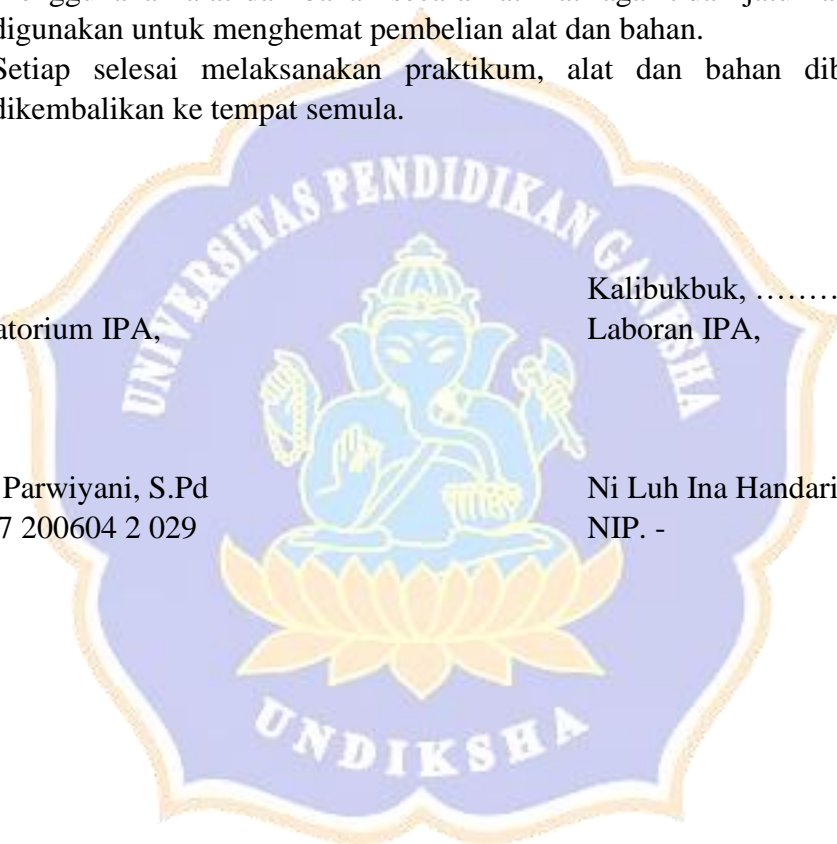 digunakan untuk menghemat pembelian alat dan bahan.
Setiap selesai melaksanakan praktikum, alat dan bahan dib
dikembalikan ke tempat semula.
UNIVERSITAS PENDIDIKAN GANESHA
Kalibukbuk, ………
atorium IPA,
Laboran IPA,
Parwiyani, S.Pd
Ni Luh Ina Handari
7 200604 2 029
NIP. -
UNDIKSHA